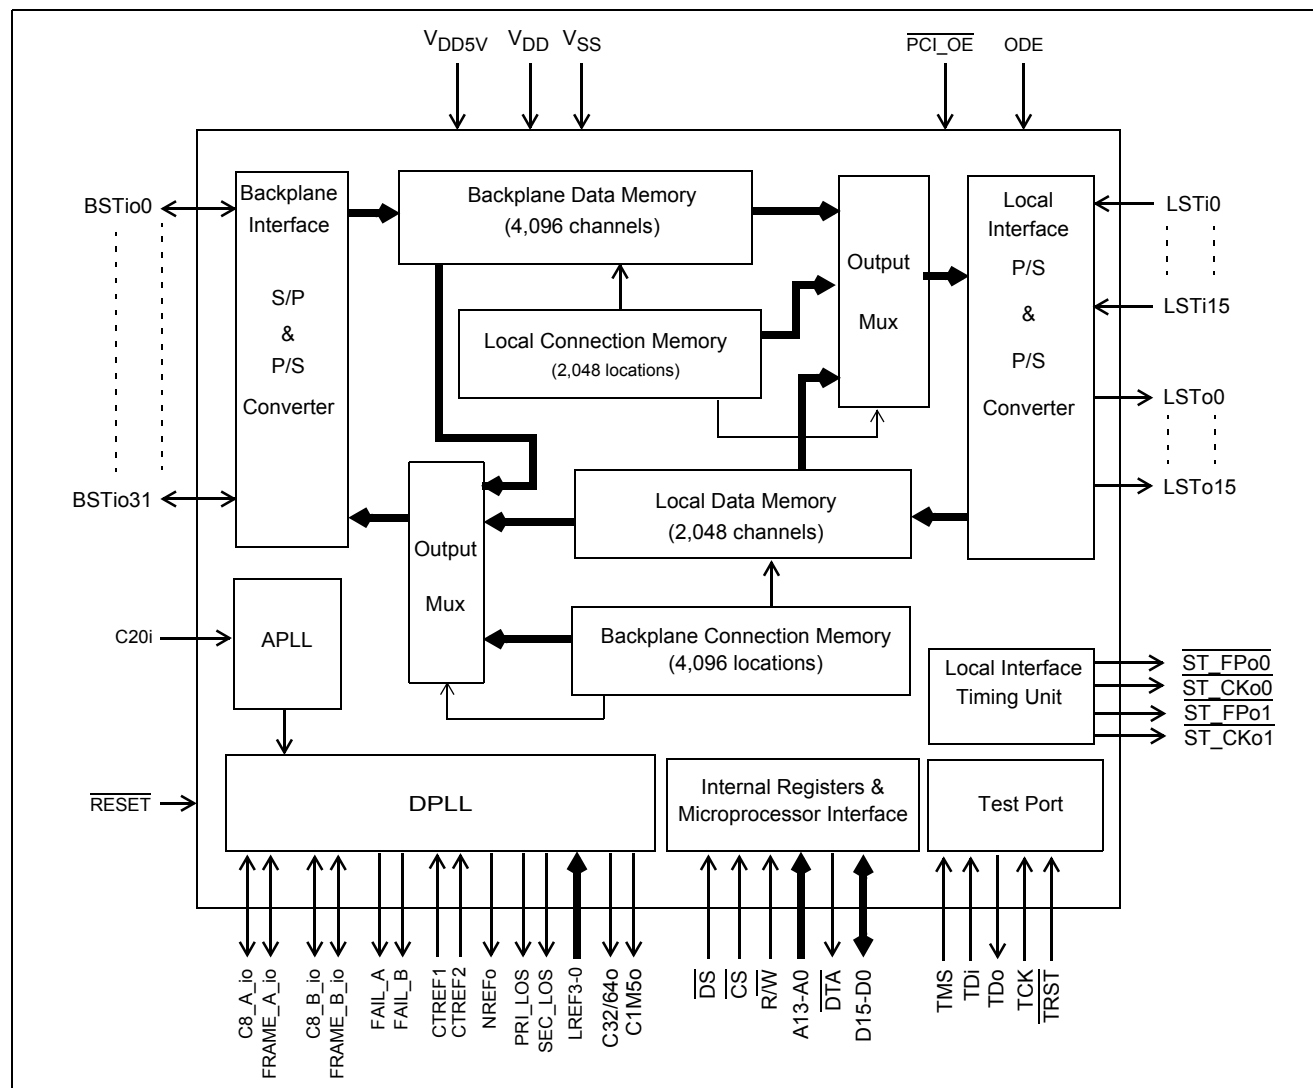 VDD5V VDD VSS PCI_OE ODE
Backplane
Interface
S/P
&
P/S
Converter
Backplane Data Memory
(4,096 channels)
Output
Mux
Local
Interface
P/S
&
P/S
Converter
BSTio0
BSTio31
LSTi0
LSTi15
LSTo0
LSTo15
Local Connection Memory
(2,048 locations)
Local Data Memory
(2,048 channels)
Output
Mux
Backplane Connection Memory
(4,096 locations)
C20i
APLL
Local Interface
Timing Unit
ST_FPo0
ST_CKo0
ST_FPo1
ST_CKo1
RESET
DPLL
Internal Registers &
Microprocessor Interface
Test Port
C8_A_io
FRAME_A_io
C8_B_io
FRAME_B_io
FAIL_A
FAIL_B
CTREF1
CTREF2
NREFo
PRI_LOS
SEC_LOS
LREF3-0
C32/64o
C1M5o
DS
CS
R/W
A13-A0
DTA
D15-D0
TMS
TDi
TDo
TCK
TRST